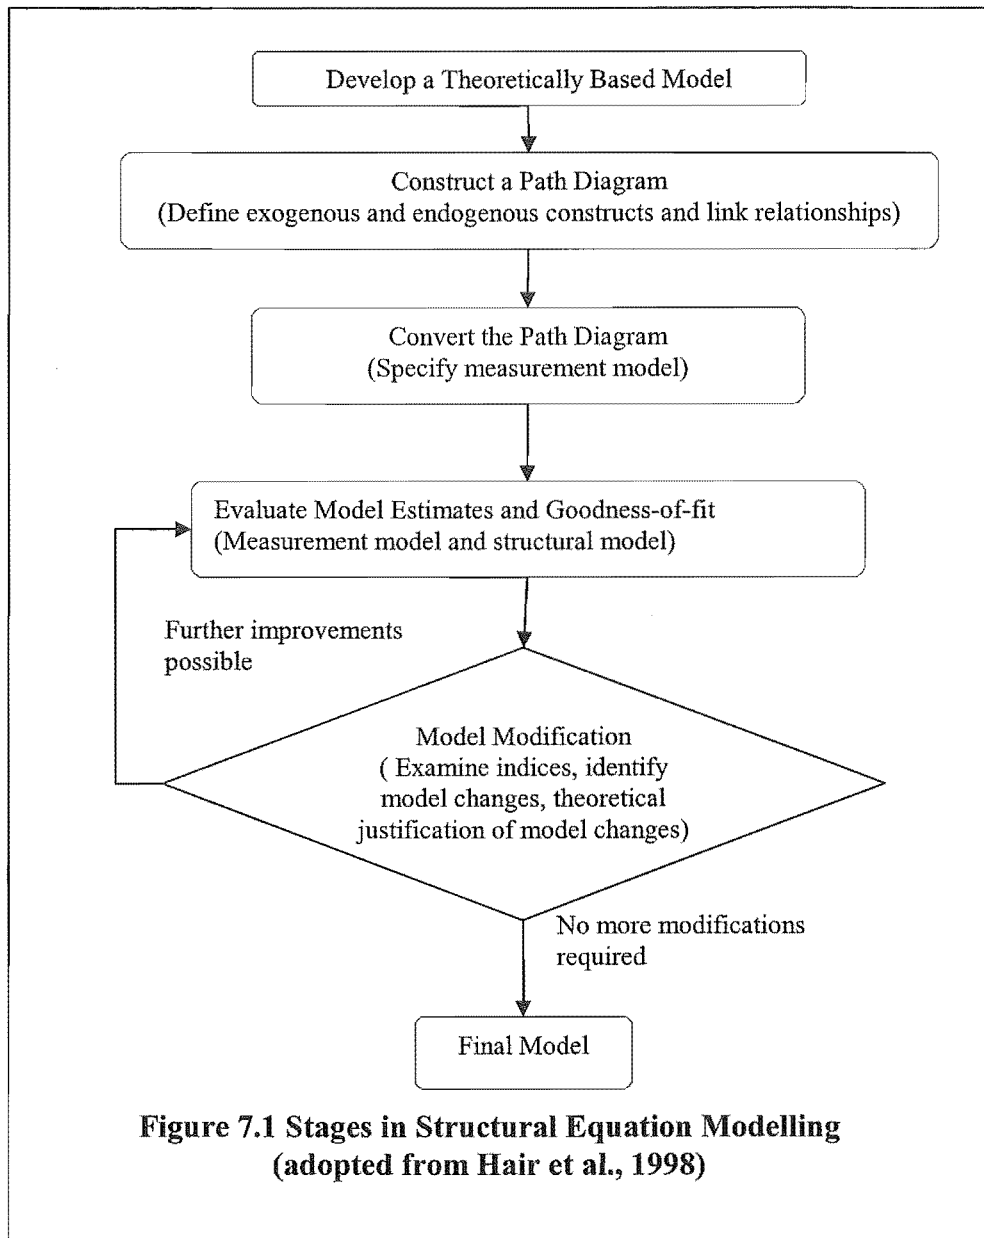 Develop a Theoretically Based Model
Construct a Path Diagram
(Define exogenous and endogenous constructs and link relationships)
Convert the Path Diagram
(Specify measurement model)
Evaluate Model Estimates and Goodness-of-fit
(Measurement model and structural model)
Further improvements
possible
Model Modification
( Examine indices, identify
model changes, theoretical
justification of model changes)
No more modifications
required
Final Model
Figure 7.1 Stages in Structural Equation Modelling
(adopted from Hair et al., 1998)